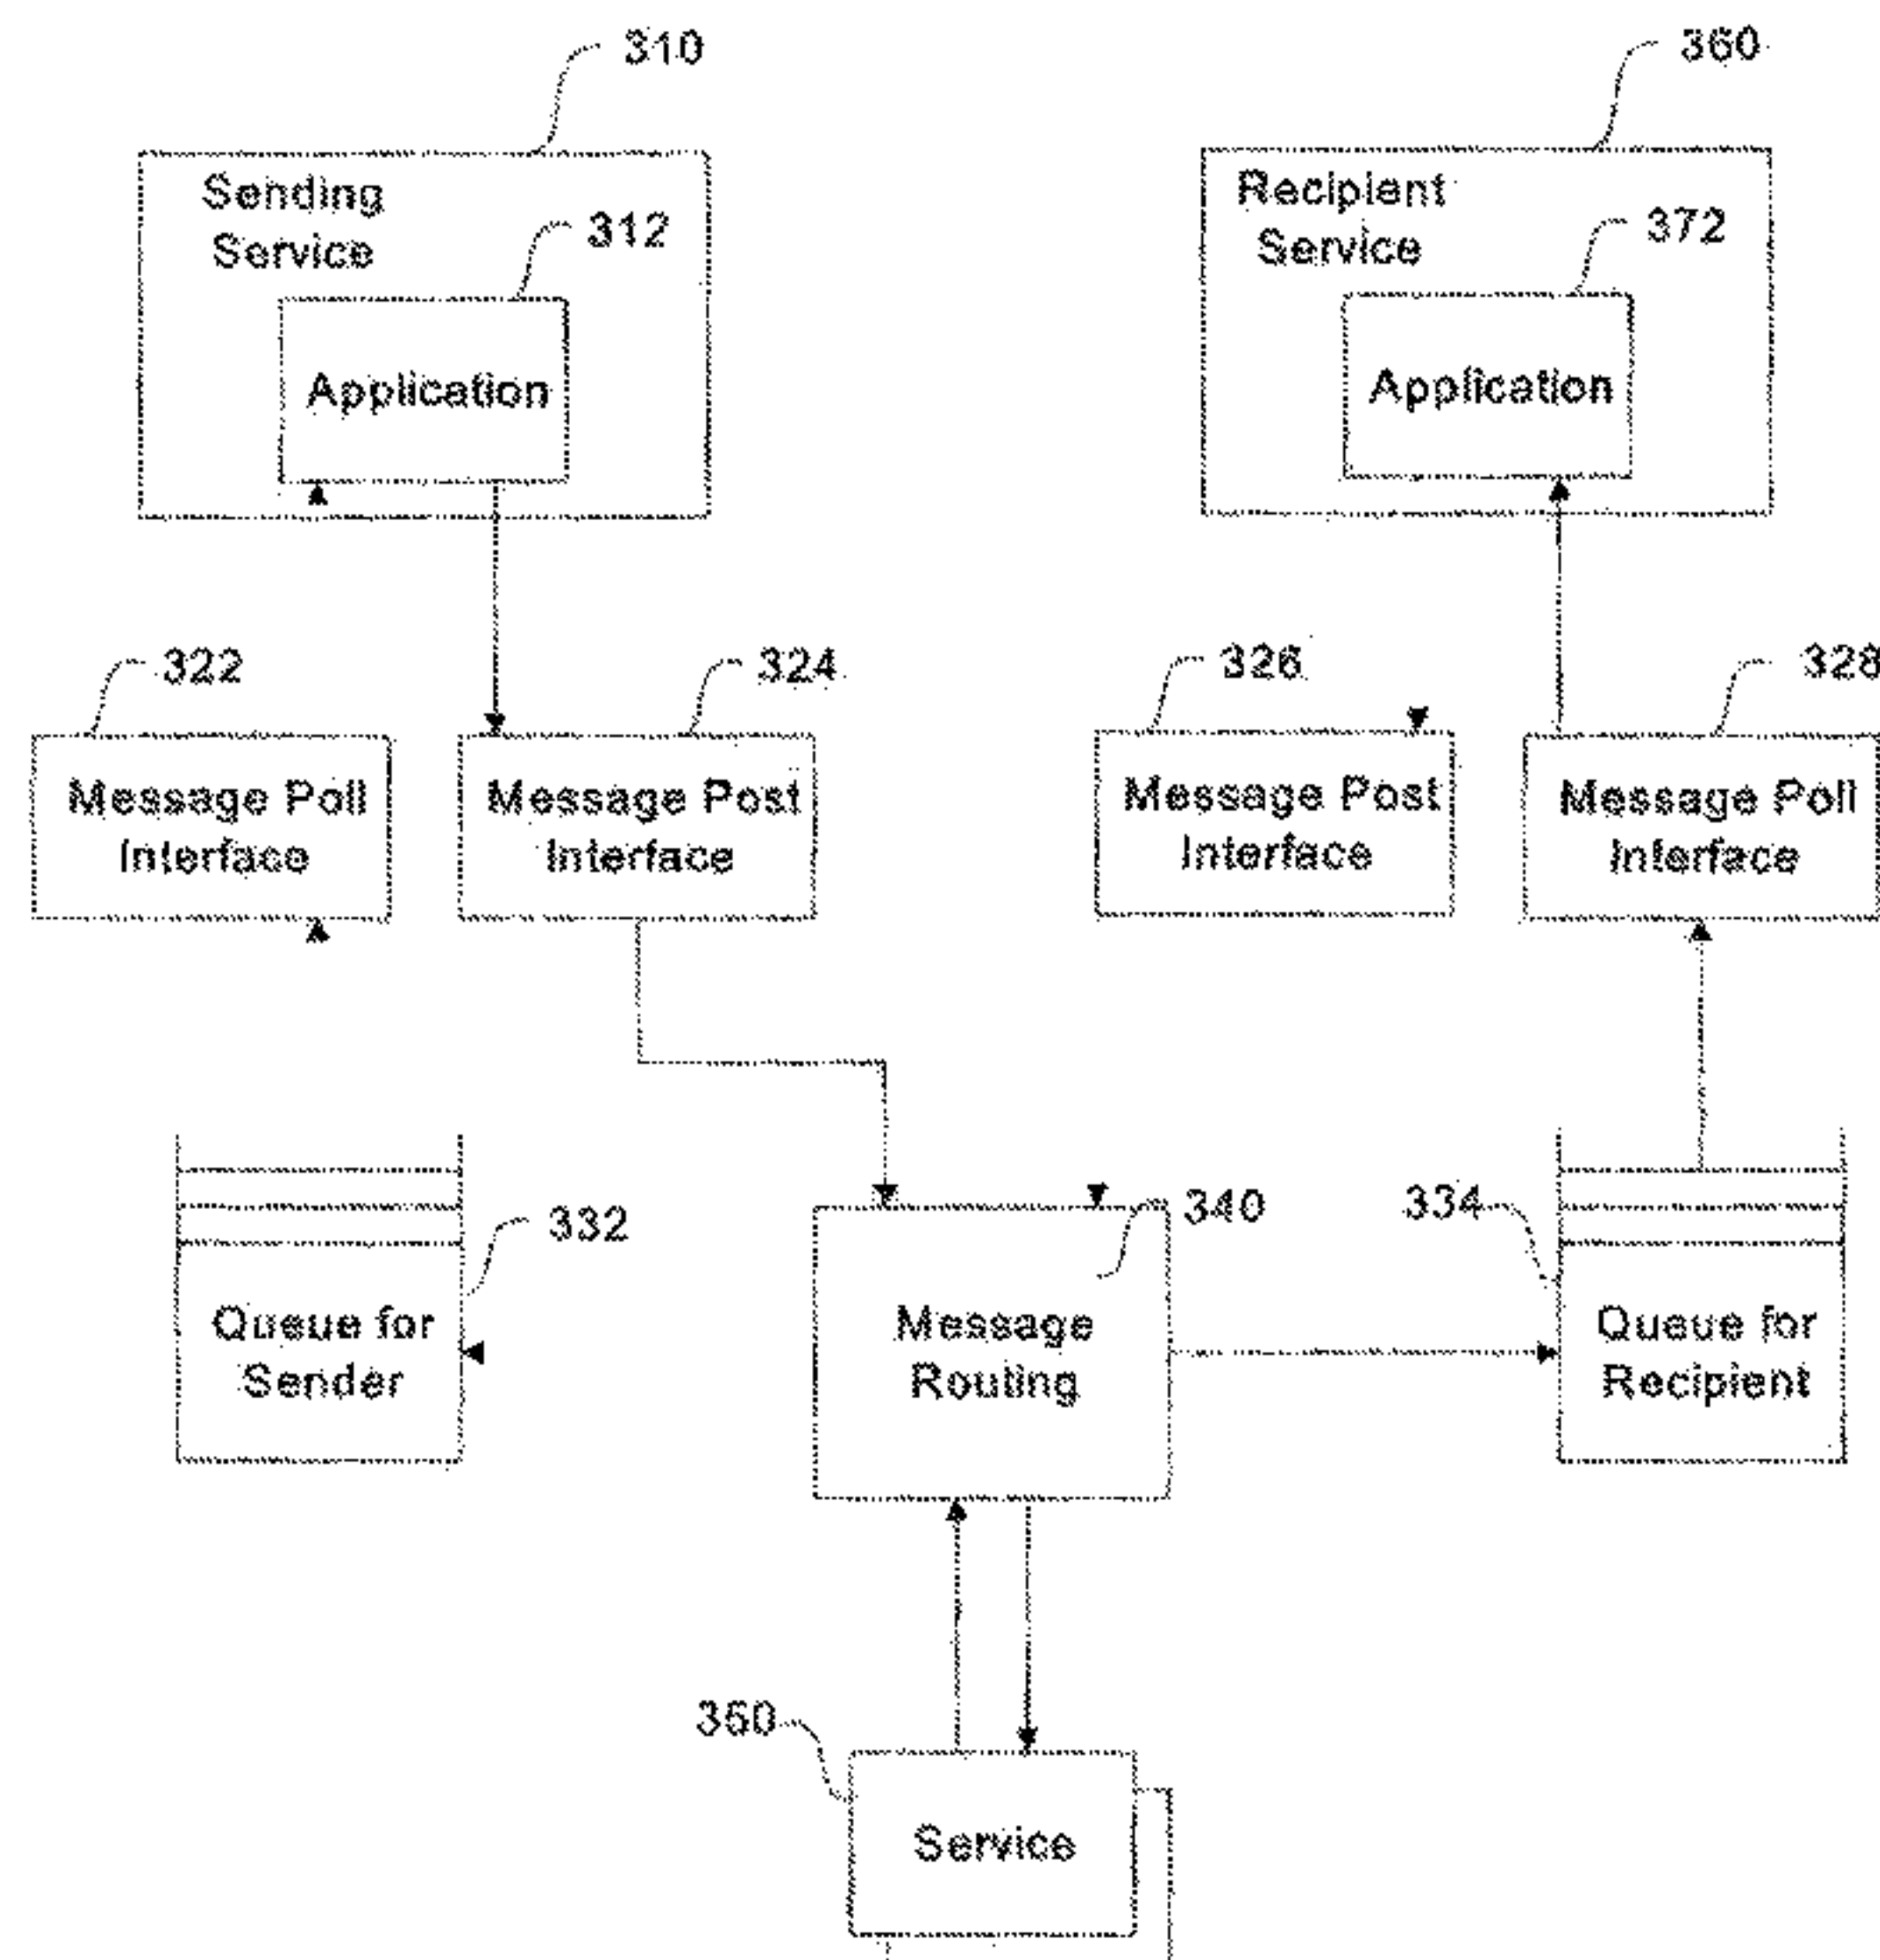 310
360
Sending
Service
312
Recipient
Service
372
Application
Application
322
324
326
328
Message Poll
Interface
Message Post
Interface
Message Post
Interface
Message Poll
Interface
332
340
334
Queue for
Sender
Message
Routing
Queue for
Recipient
360
Service